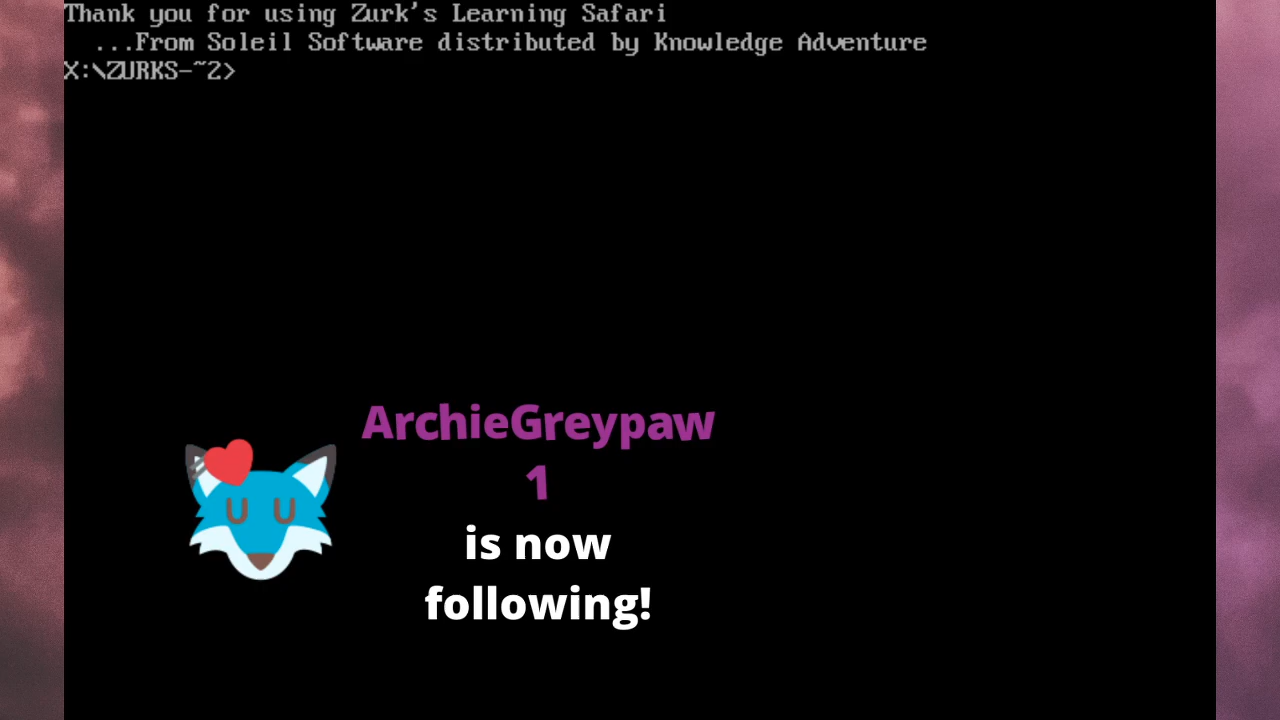 Thank you for using Zurk's Learning Safari
...From Soleil Software distributed by Knowledge Adventure
X:\ZURKS-~2>
ArchieGreypaw
1
is now
following!